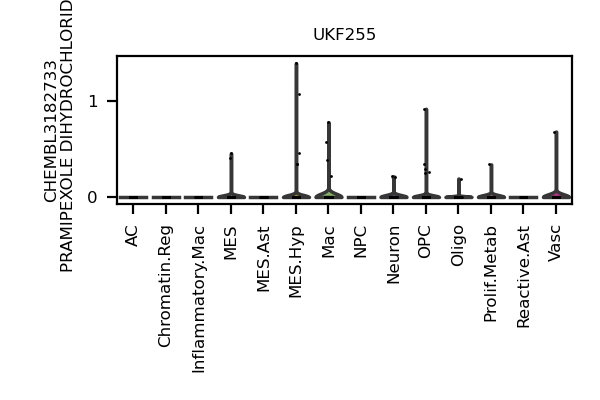 UKF255
CHEMBL3182733
PRAMIPEXOLE DIHYDROCHLORID
1
0
AC
Chromatin.Reg
Inflammatory.Mac
MES
MES.Ast
MES.Hyp
Mac
NPC
Neuron
OPC
Oligo
Prolif.Metab
Reactive.Ast
Vasc